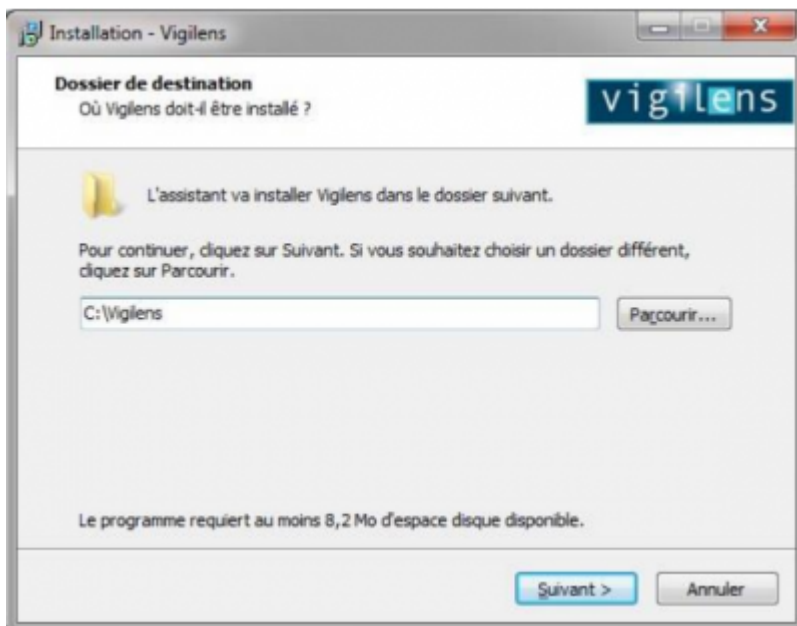 Installation - Vigilens
Dossier de destination
Où Vigilens doit-il être installé ?
vigilens
L'assistant va installer Vigilens dans le dossier suivant.
Pour continuer, cliquez sur Suivant. Si vous souhaitez choisir un dossier différent,
cliquez sur Parcourir.
C:\Vigilens
Parcourir...
Le programme requiert au moins 8,2 Mo d'espace disque disponible.
Suivant >
Annuler